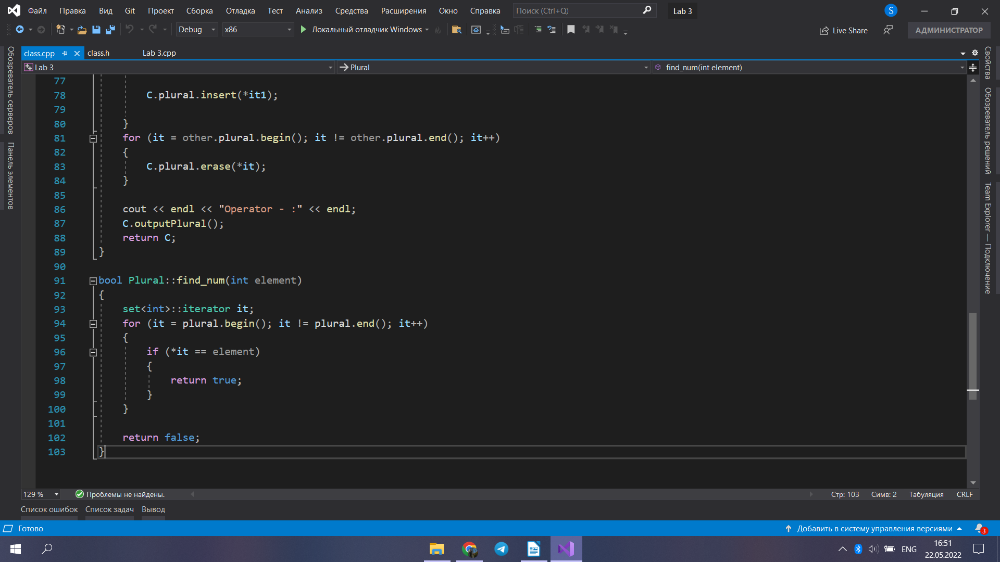 Файл Правка Вид Git Проект Сборка Отладка Тест Анализ Средства Расширения Окно Справка Поиск (Ctrl+Q) Lab 3 S
Debug x86 Локальный отладчик Windows Live Share АДМИНИСТРАТОР
class.cpp class.h Lab 3.cpp
Lab 3 Plural find_num(int element)
Обозреватель серверов
Панель элементов
77
78 C.plural.insert(*it1);
79
80 }
81 for (it = other.plural.begin(); it != other.plural.end(); it++)
82 {
83 C.plural.erase(*it);
84 }
85
86 cout << endl << "Operator - :" << endl;
87 C.outputPlural();
88 return C;
89 }
90
91 bool Plural::find_num(int element)
92 {
93 set<int>::iterator it;
94 for (it = plural.begin(); it != plural.end(); it++)
95 {
96 if (*it == element)
97 {
98 return true;
99 }
100 }
101
102 return false;
103 }
Свойства
Обозреватель решений
Team Explorer — Подключение
129 % Проблемы не найдены. Стр: 103 Симв: 2 Табуляция CRLF
Список ошибок Список задач Вывод
Готово Добавить в систему управления версиями 3
ENG 16:51
22.05.2022